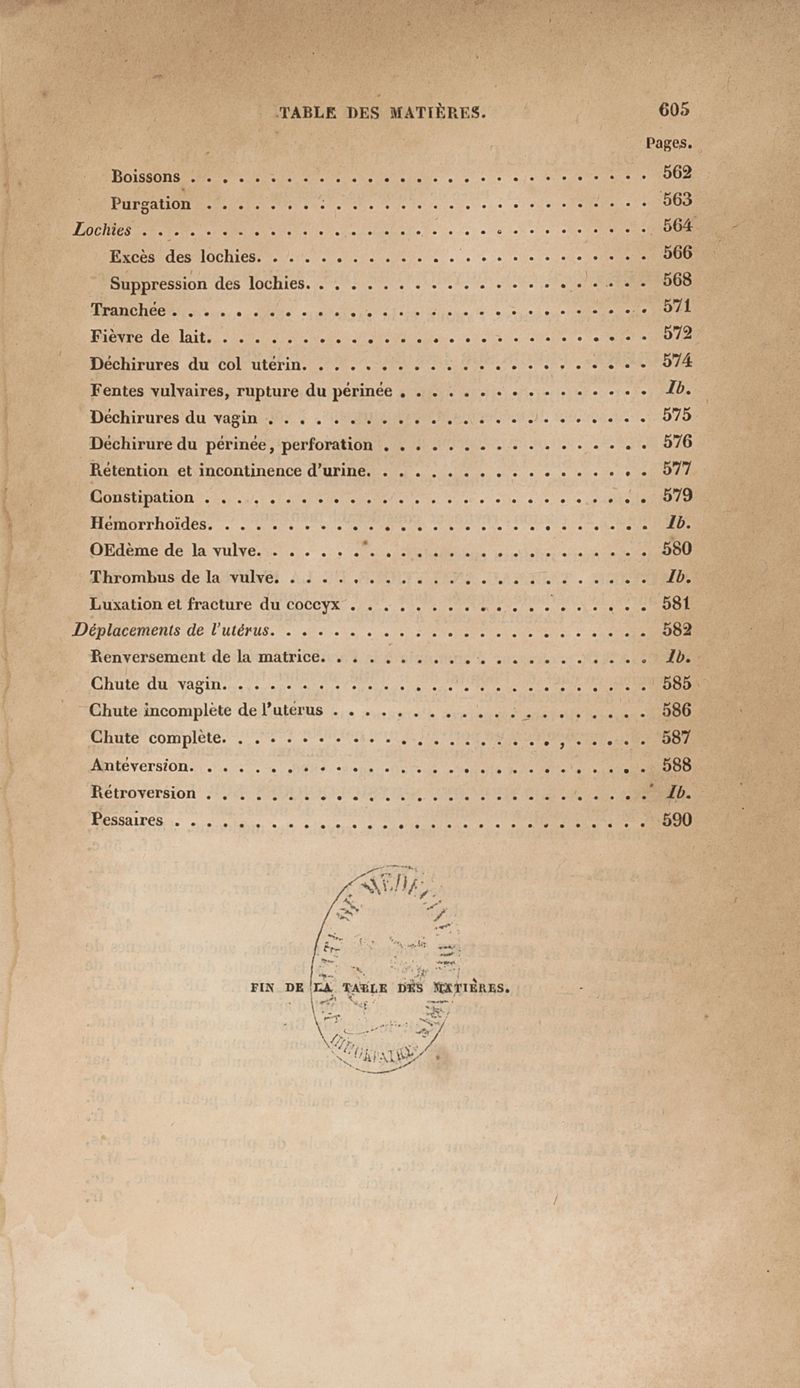 TABLE DES MATIÈRES. 605
Pages.
Boissons . . . . . . . . . . . . . . . . . . . . . . . . . . . . . 562
Purgation . . . . . . . . . . . . . . . . . . . . . . . . . . . . 563
Lochies . . . . . . . . . . . . . . . . . . . . . . . . . . . . . . . . 564
Excès des lochies. . . . . . . . . . . . . . . . . . . . . . . . . 566
Suppression des lochies. . . . . . . . . . . . . . . . . . . . . . 568
Tranchée . . . . . . . . . . . . . . . . . . . . . . . . . . . . . . 571
Fièvre de lait. . . . . . . . . . . . . . . . . . . . . . . . . . . . 572
Déchirures du col utérin. . . . . . . . . . . . . . . . . . . . . . 574
Fentes vulvaires, rupture du périnée . . . . . . . . . . . . . . . . Ib.
Déchirures du vagin . . . . . . . . . . . . . . . . . . . . . . . . 575
Déchirure du périnée, perforation . . . . . . . . . . . . . . . . . 576
Rétention et incontinence d'urine. . . . . . . . . . . . . . . . . . 577
Constipation . . . . . . . . . . . . . . . . . . . . . . . . . . . . 579
Hémorrhoïdes. . . . . . . . . . . . . . . . . . . . . . . . . . . . Ib.
OEdème de la vulve. . . . . . . . . . . . . . . . . . . . . . . . . 580
Thrombus de la vulve. . . . . . . . . . . . . . . . . . . . . . . . Ib.
Luxation et fracture du coccyx . . . . . . . . . . . . . . . . . . . 581
Déplacements de l'utérus. . . . . . . . . . . . . . . . . . . . . . . . 582
Renversement de la matrice. . . . . . . . . . . . . . . . . . . . . Ib.
Chute du vagin. . . . . . . . . . . . . . . . . . . . . . . . . . . 585
Chute incomplète de l'utérus . . . . . . . . . . . . . . . . . . . . 586
Chute complète. . . . . . . . . . . . . . . . . . . . . . . . . . . 587
Antéversion. . . . . . . . . . . . . . . . . . . . . . . . . . . . . 588
Rétroversion . . . . . . . . . . . . . . . . . . . . . . . . . . . . Ib.
Pessaires . . . . . . . . . . . . . . . . . . . . . . . . . . . . . . 590
FIN DE LA TABLE DES MATIÈRES.